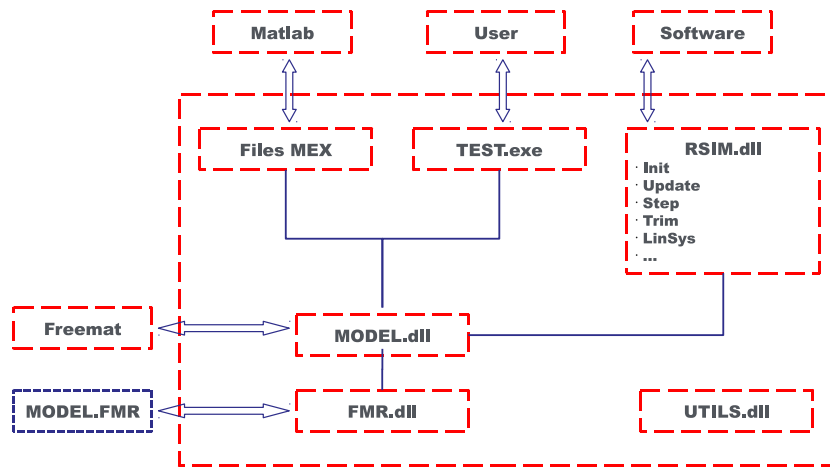 Matlab
User
Software
Files MEX
TEST.exe
RSIM.dll
· Init
· Update
· Step
· Trim
· LinSys
· ...
Freemat
MODEL.dll
MODEL.FMR
FMR.dll
UTILS.dll